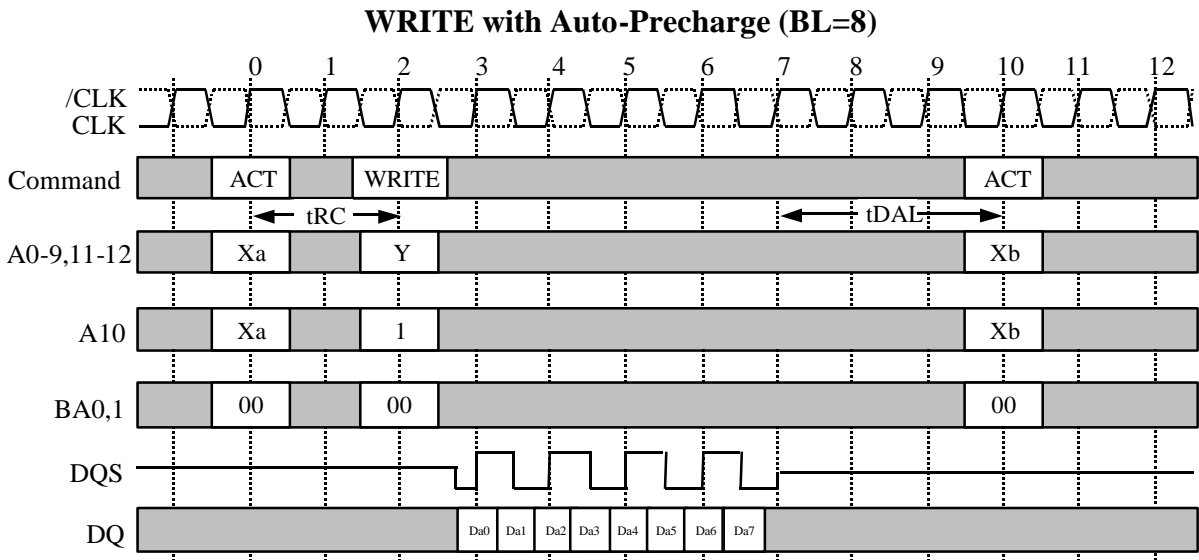 WRITE with Auto-Precharge (BL=8)
0 1 2 3 4 5 6 7 8 9 10 11 12
/CLK
CLK
Command ACT WRITE ACT
tRC tDAL
A0-9,11-12 Xa Y Xb
A10 Xa 1 Xb
BA0,1 00 00 00
DQS
DQ Da0 Da1 Da2 Da3 Da4 Da5 Da6 Da7